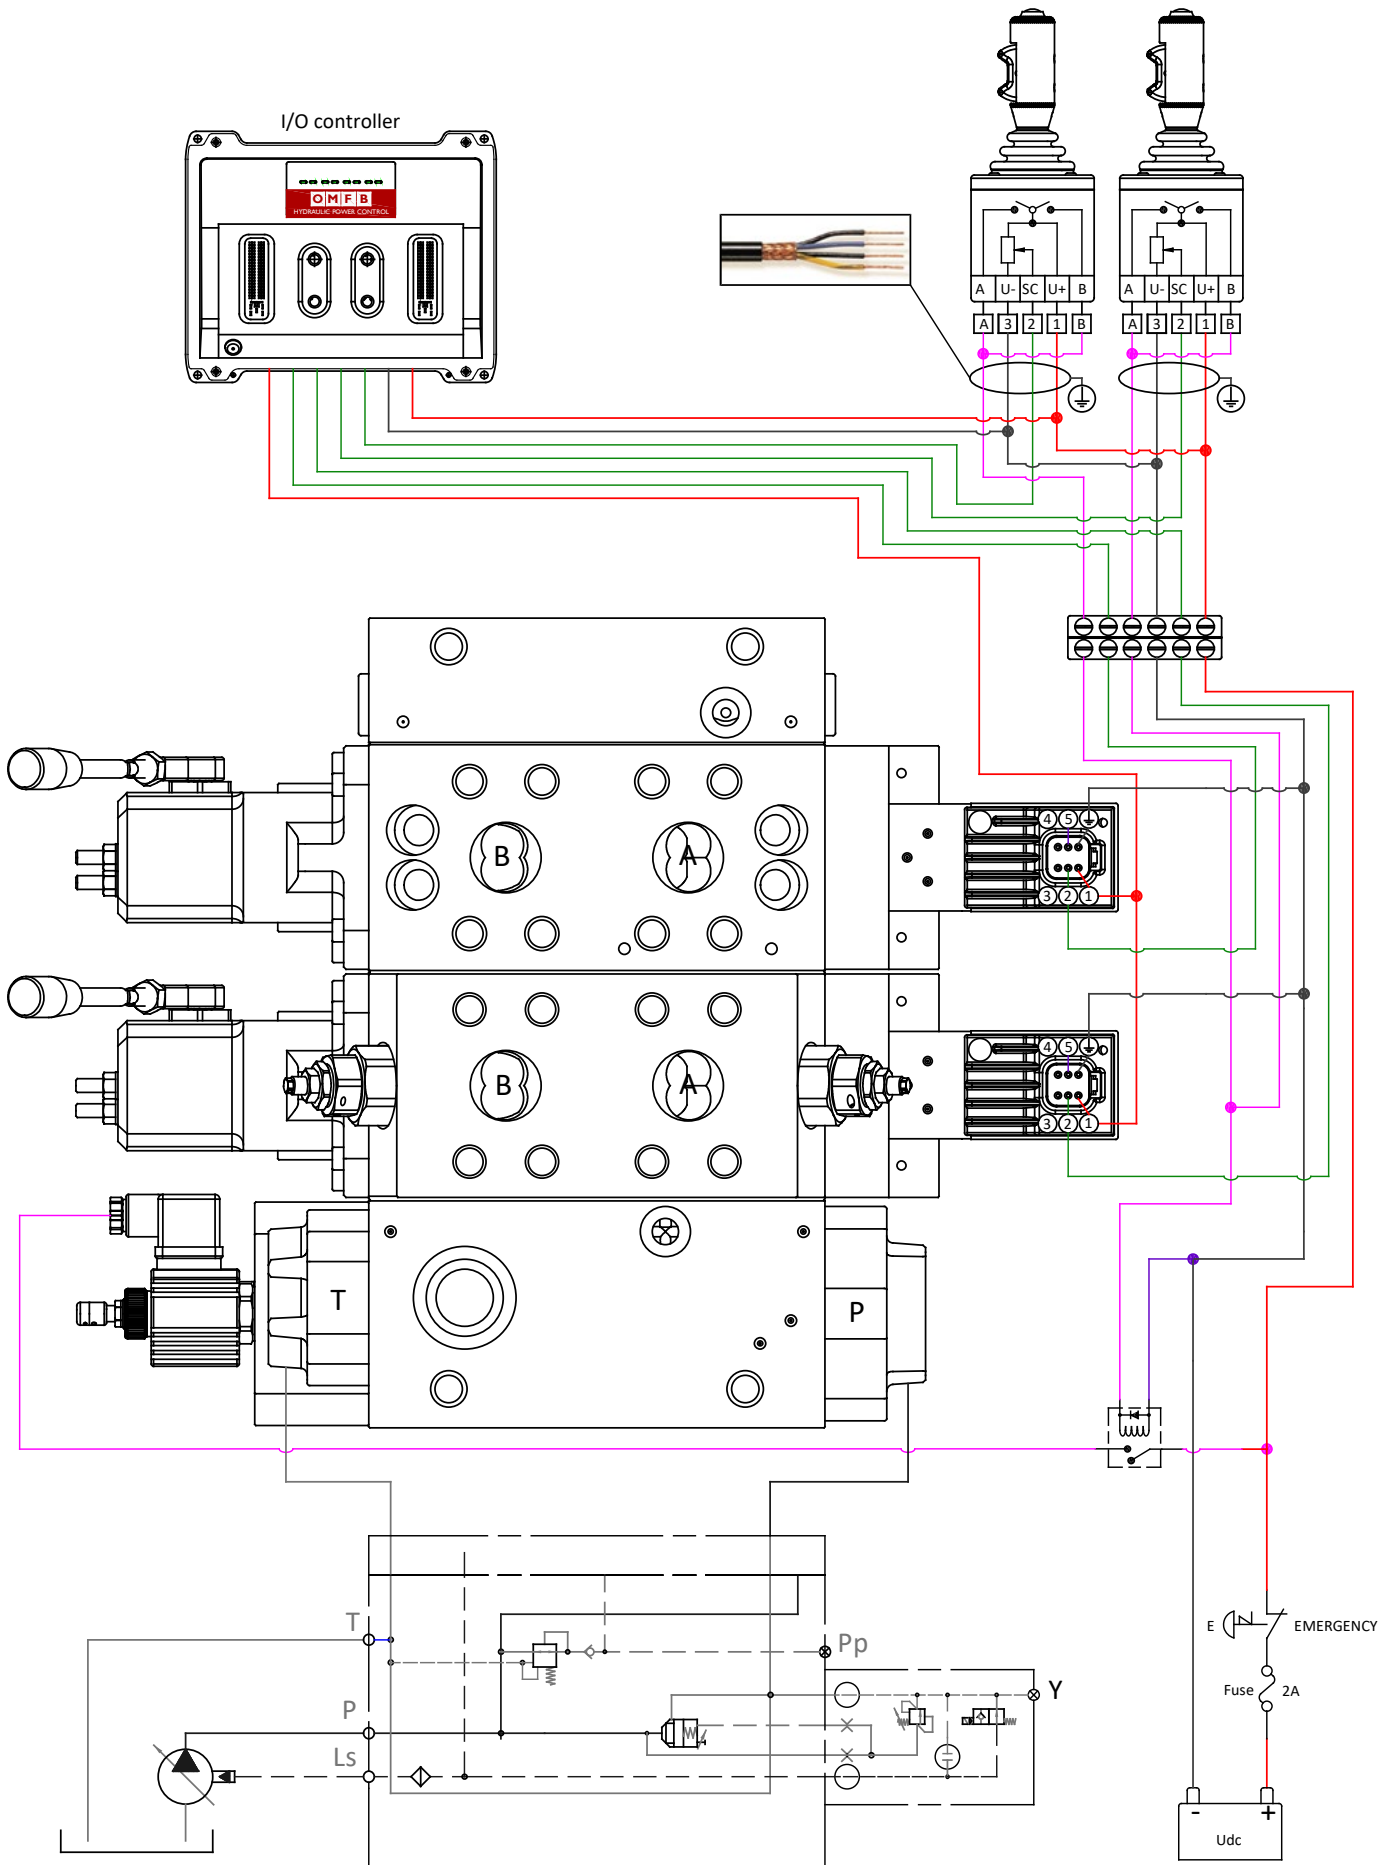 I/O controller
OMFB
HYDRAULIC POWER CONTROL
A U- SC U+ B
A U- SC U+ B
A 3 2 1 B
A 3 2 1 B
B A
4 5
3 2 1
B A
4 5
3 2 1
T P
T
Pp
E EMERGENCY
Y
Fuse 2A
P
Ls
- +
Udc